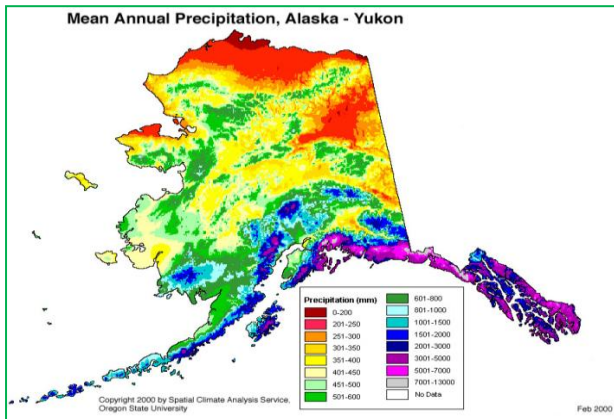 Mean Annual Precipitation, Alaska - Yukon
Precipitation (mm)
0-200
201-250
251-300
301-350
351-400
401-450
451-500
501-600
601-800
801-1000
1001-1500
1501-2000
2001-3000
3001-5000
5001-7000
7001-13000
No Data
Copyright 2000 by Spatial Climate Analysis Service,
Oregon State University
Feb 2000